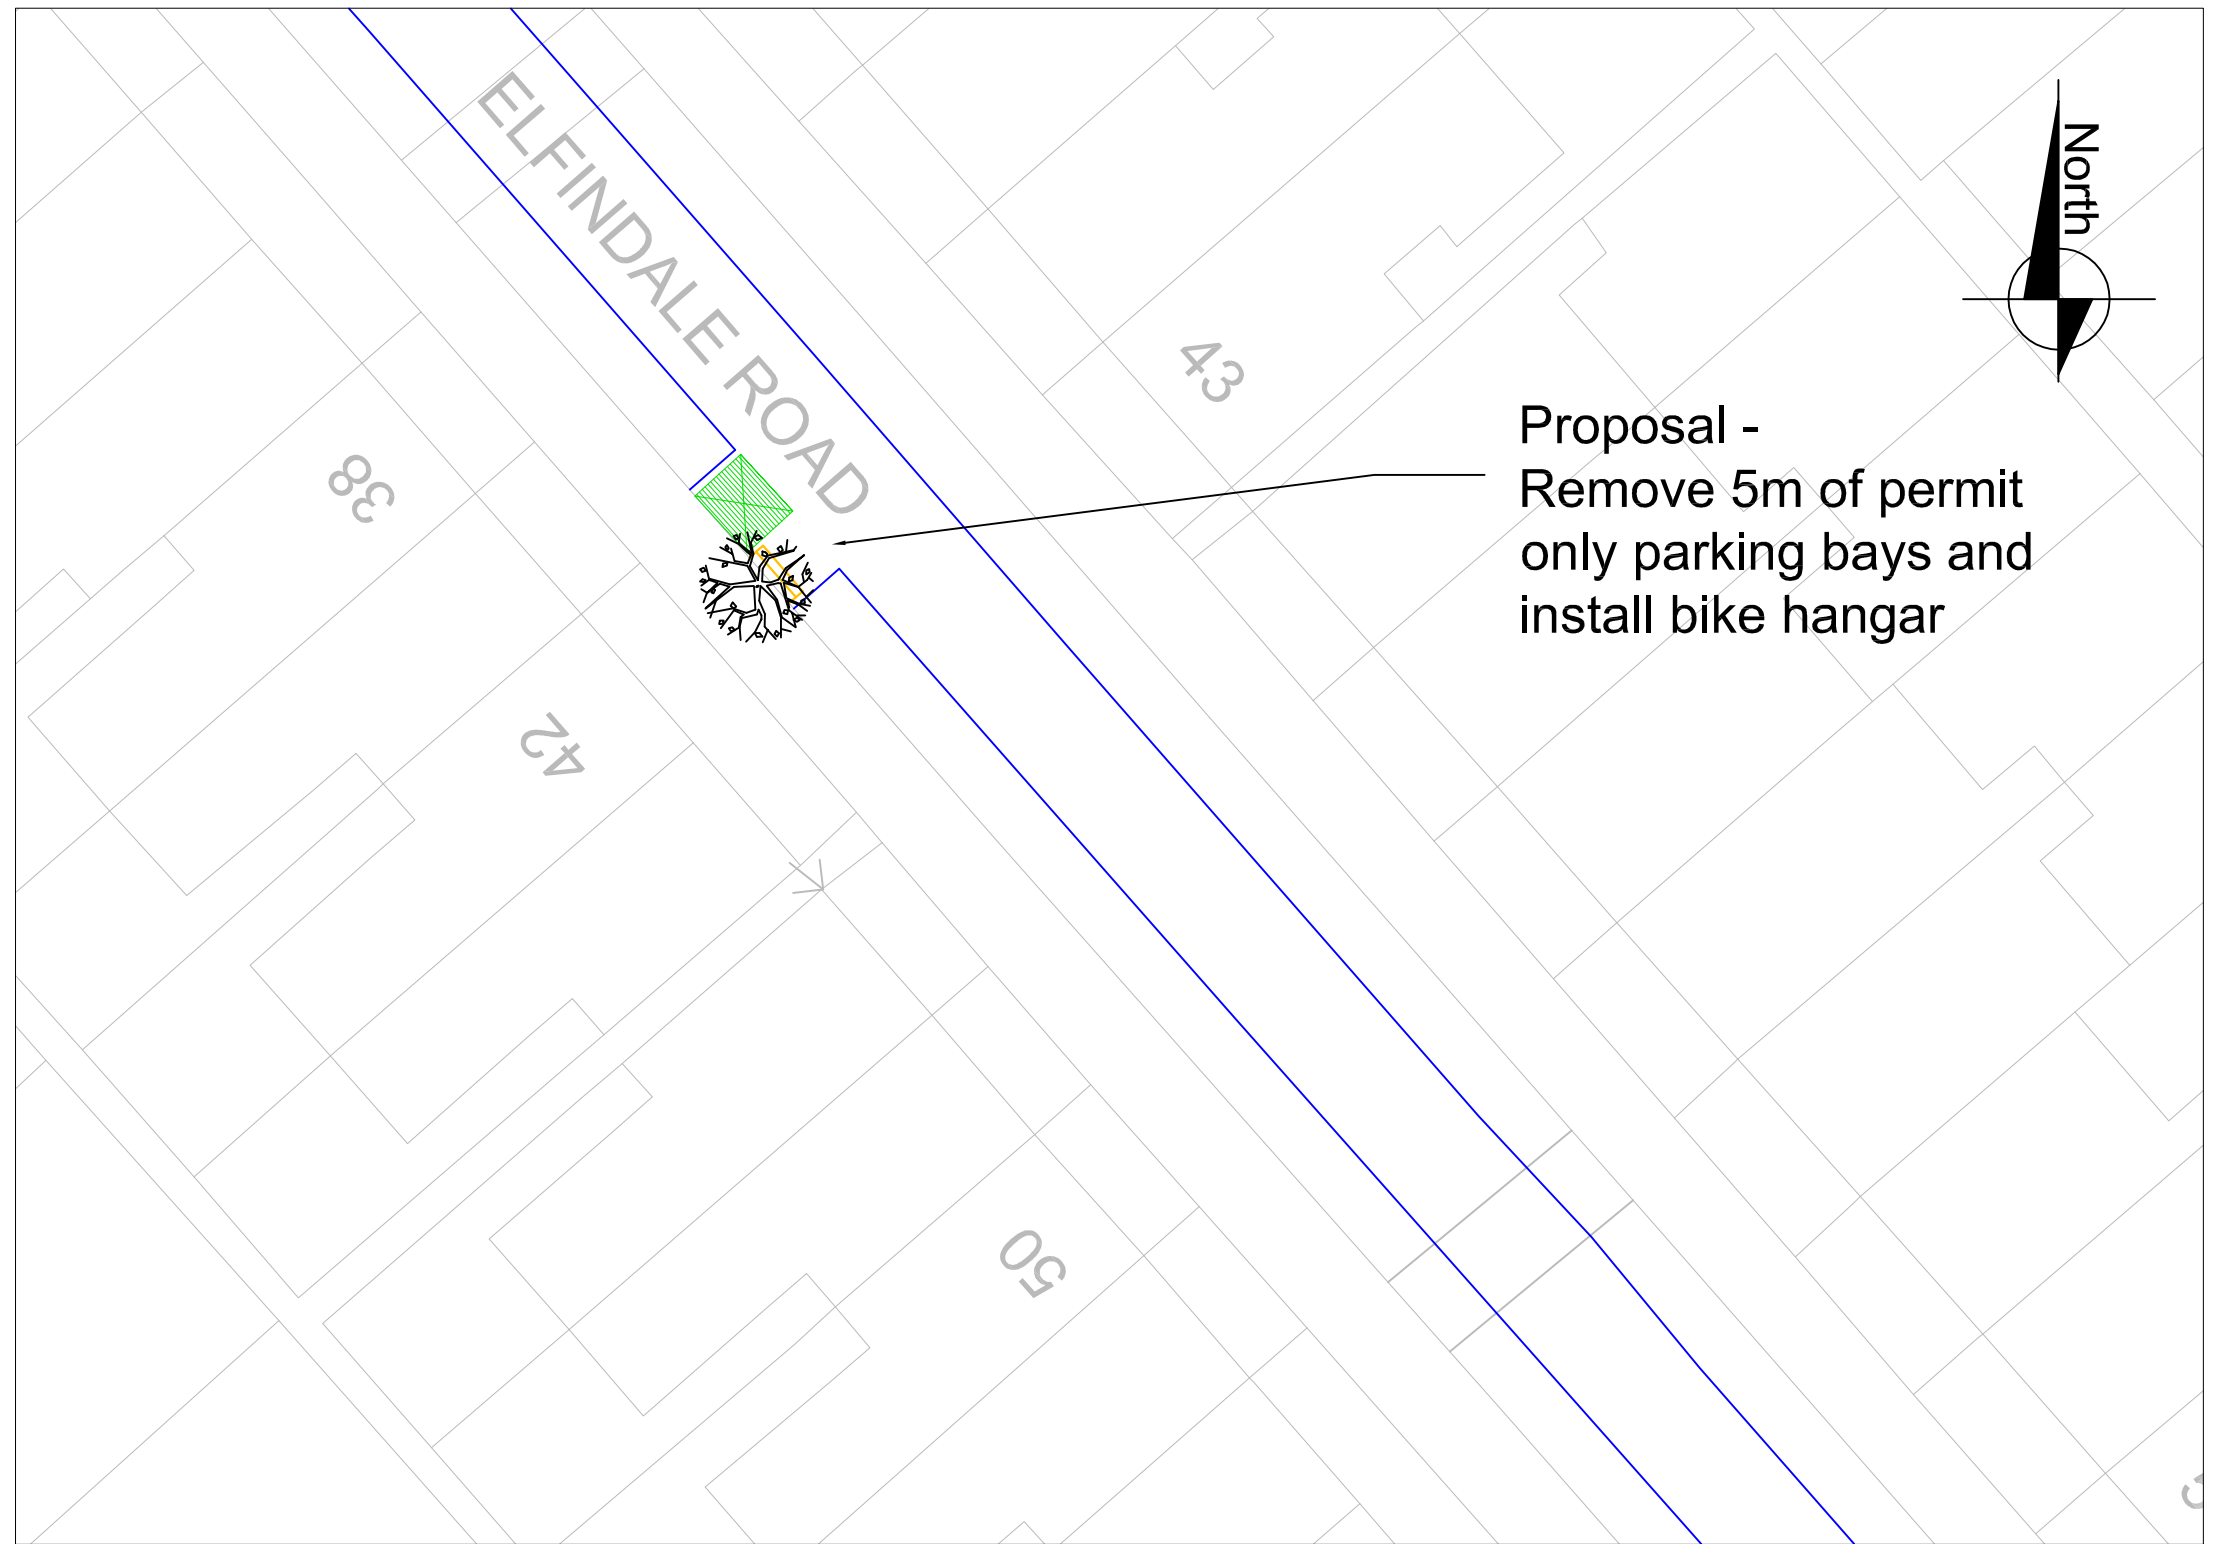 ELFINDALE ROAD
North
43
Proposal -
Remove 5m of permit
only parking bays and
install bike hangar
38
42
50